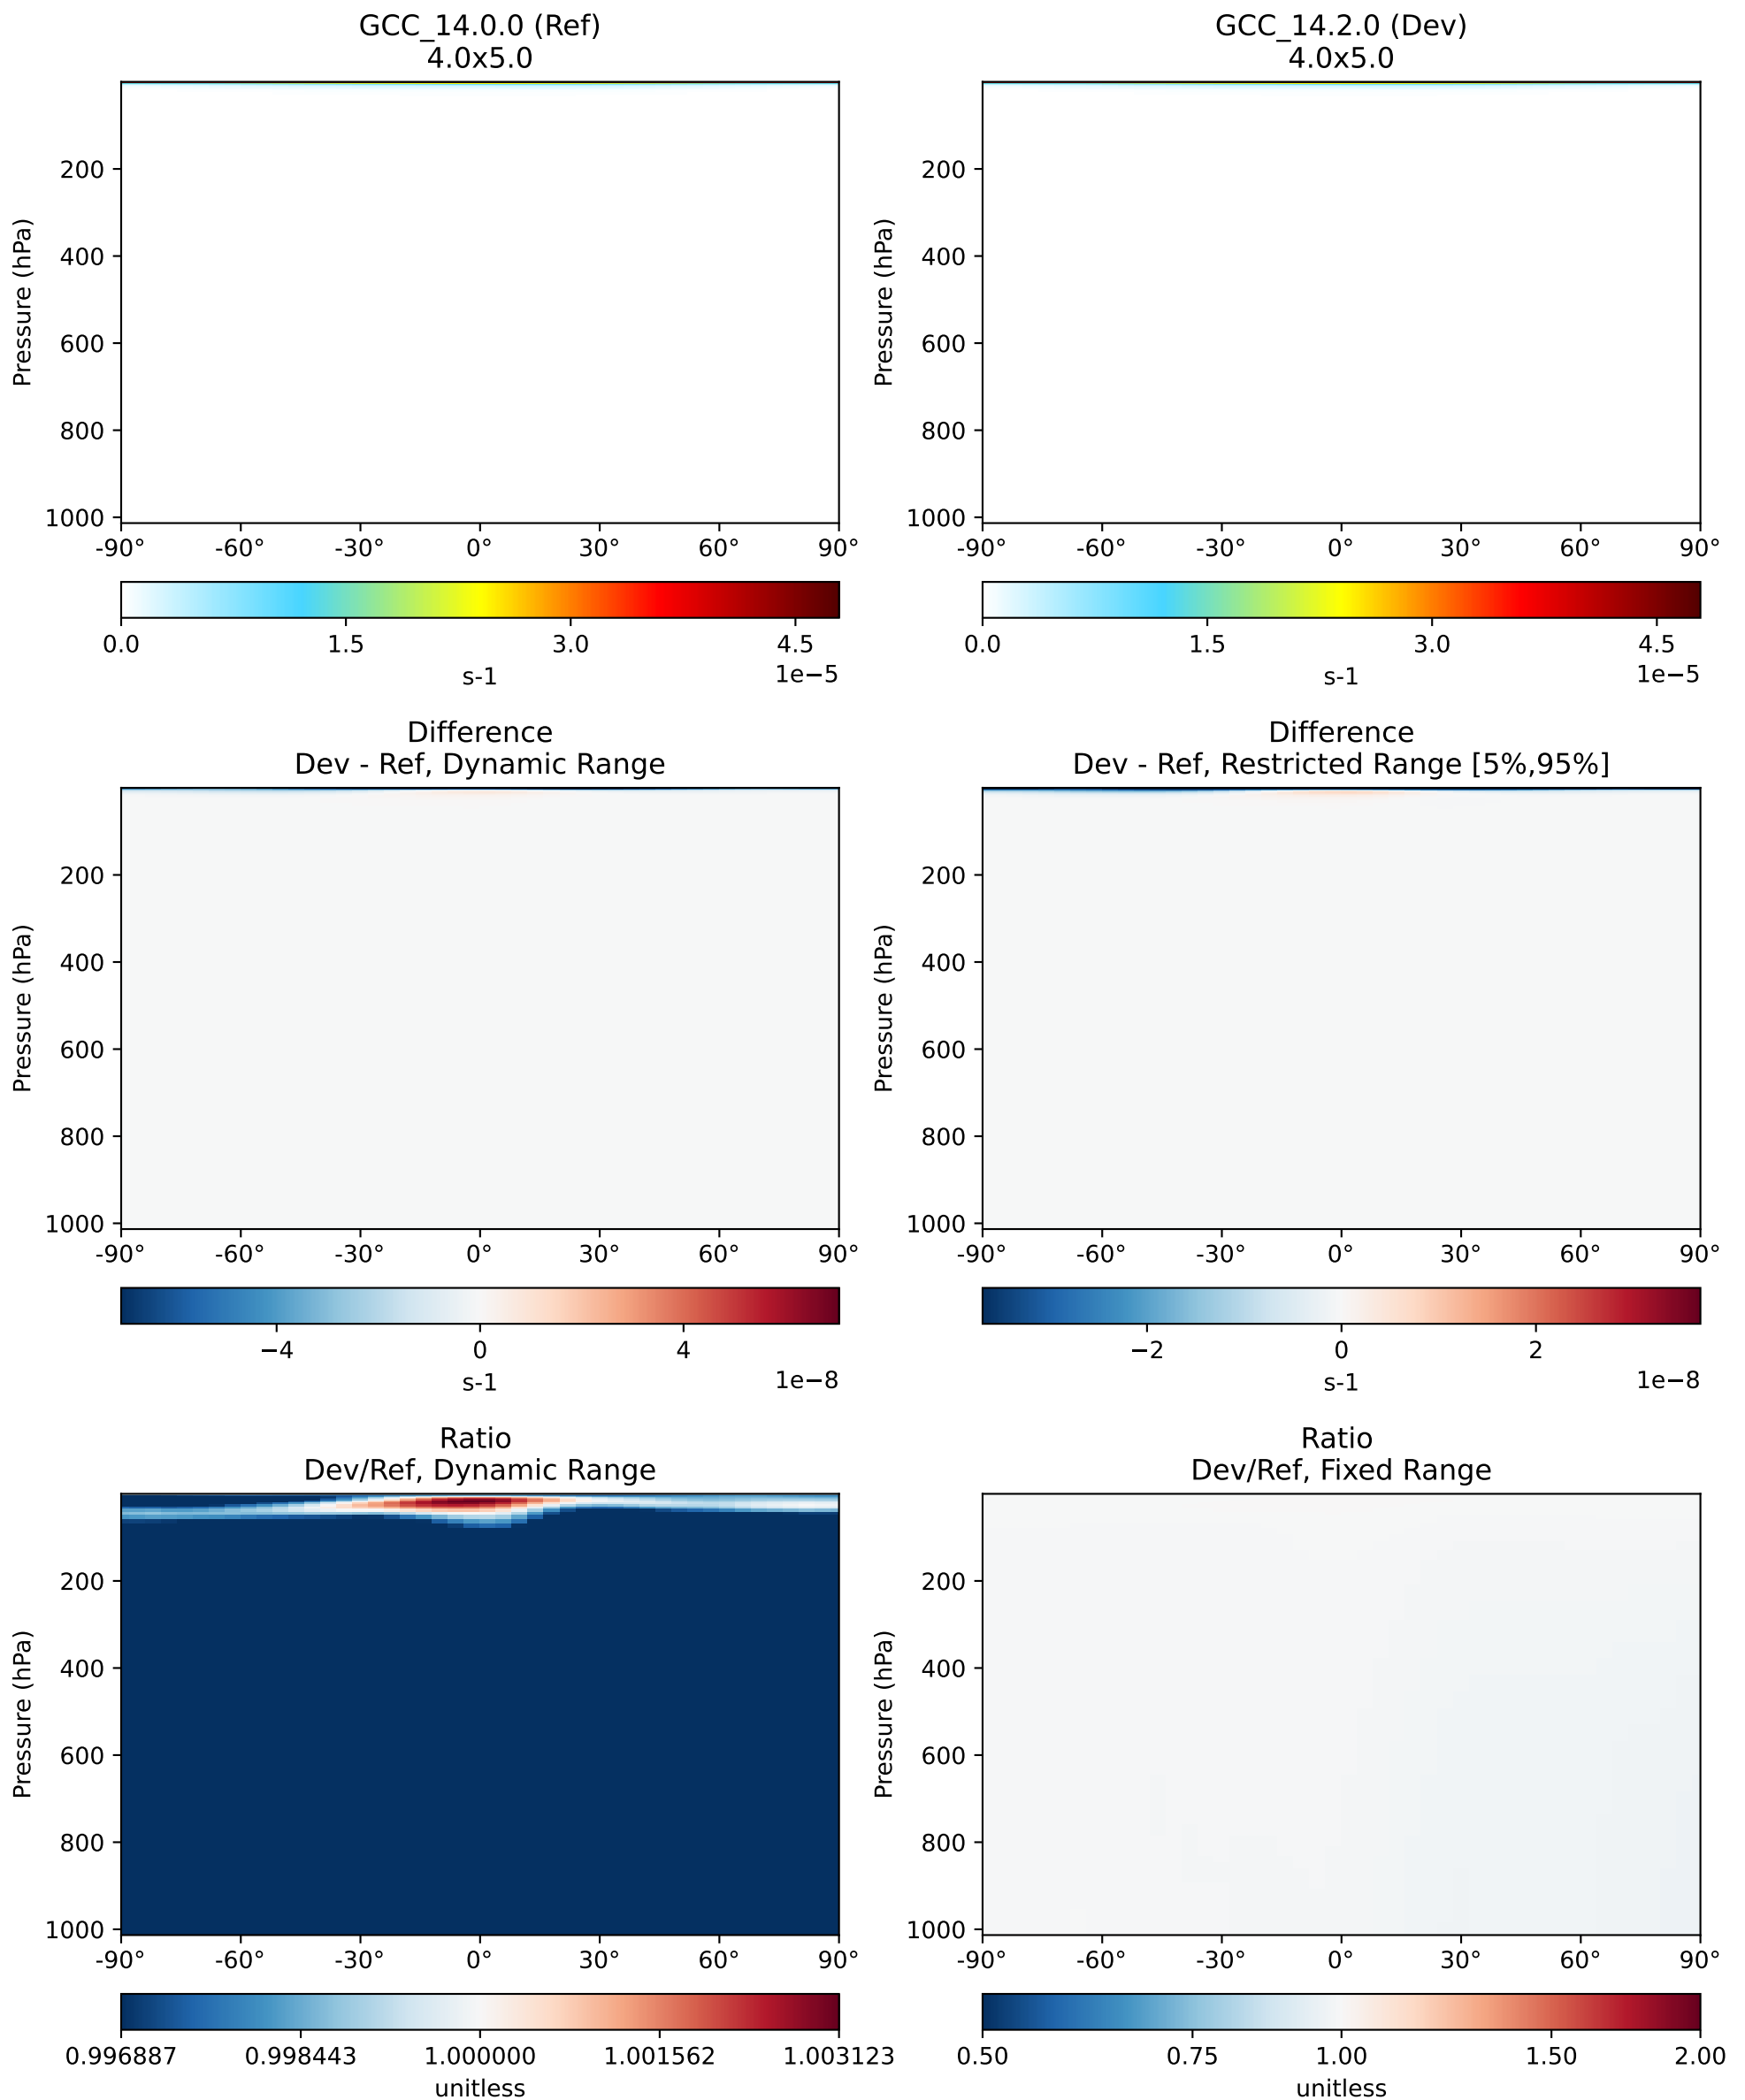 GCC_14.0.0 (Ref)
4.0x5.0
Pressure (hPa)
200
400
600
800
1000
-90° -60° -30° 0° 30° 60° 90°
0.0 1.5 3.0 4.5
s-1
1e−5
GCC_14.2.0 (Dev)
4.0x5.0
Pressure (hPa)
200
400
600
800
1000
-90° -60° -30° 0° 30° 60° 90°
0.0 1.5 3.0 4.5
s-1
1e−5
Difference
Dev - Ref, Dynamic Range
Pressure (hPa)
200
400
600
800
1000
-90° -60° -30° 0° 30° 60° 90°
−4 0 4
s-1
1e−8
Difference
Dev - Ref, Restricted Range [5%,95%]
Pressure (hPa)
200
400
600
800
1000
-90° -60° -30° 0° 30° 60° 90°
−2 0 2
s-1
1e−8
Ratio
Dev/Ref, Dynamic Range
Pressure (hPa)
200
400
600
800
1000
-90° -60° -30° 0° 30° 60° 90°
0.996887 0.998443 1.000000 1.001562 1.003123
unitless
Ratio
Dev/Ref, Fixed Range
Pressure (hPa)
200
400
600
800
1000
-90° -60° -30° 0° 30° 60° 90°
0.50 0.75 1.00 1.50 2.00
unitless